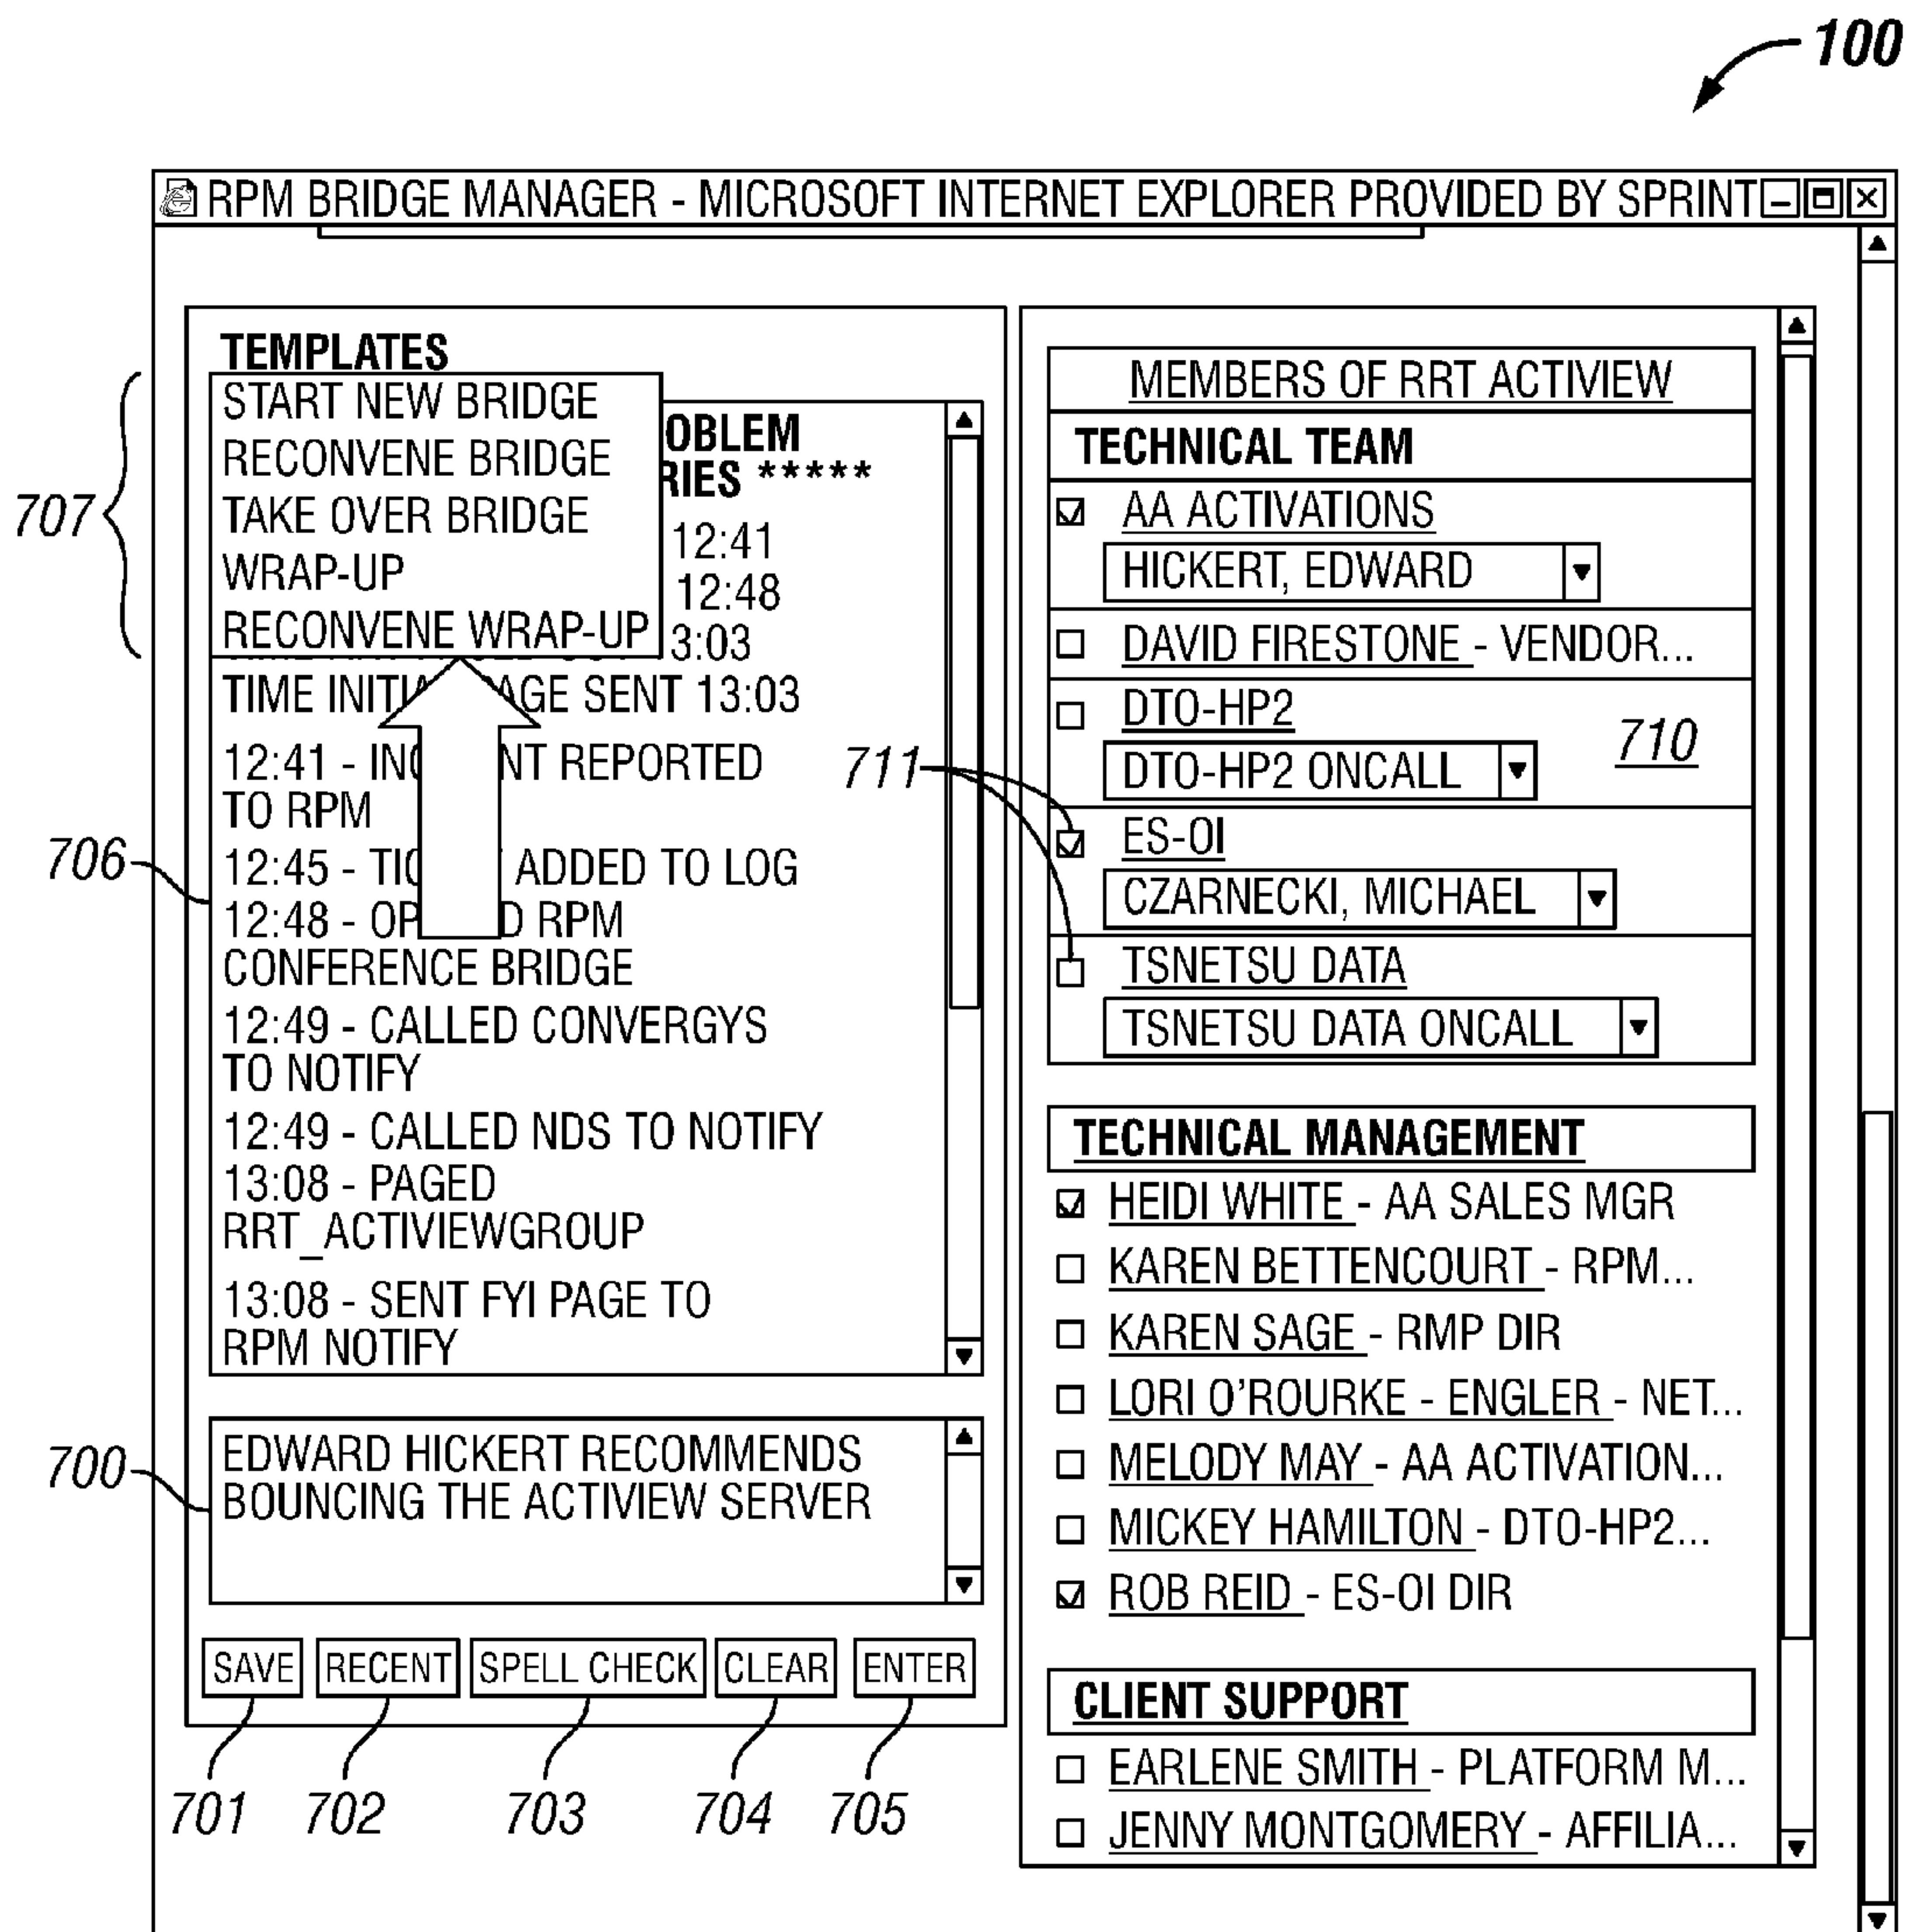 100
RPM BRIDGE MANAGER - MICROSOFT INTERNET EXPLORER PROVIDED BY SPRINT
TEMPLATES
START NEW BRIDGE
RECONVENE BRIDGE
TAKE OVER BRIDGE
WRAP-UP
RECONVENE WRAP-UP
707
OBLEM
RIES *****
12:41
12:48
3:03
TIME INITIA AGE SENT 13:03
12:41 - INC NT REPORTED
TO RPM
706
12:45 - TIC ADDED TO LOG
12:48 - OP D RPM
CONFERENCE BRIDGE
12:49 - CALLED CONVERGYS
TO NOTIFY
12:49 - CALLED NDS TO NOTIFY
13:08 - PAGED
RRT_ACTIVIEWGROUP
13:08 - SENT FYI PAGE TO
RPM NOTIFY
700
EDWARD HICKERT RECOMMENDS
BOUNCING THE ACTIVIEW SERVER
SAVE RECENT SPELL CHECK CLEAR ENTER
701 702 703 704 705
MEMBERS OF RRT ACTIVIEW
TECHNICAL TEAM
AA ACTIVATIONS
HICKERT, EDWARD
DAVID FIRESTONE - VENDOR...
DTO-HP2
710
DTO-HP2 ONCALL
711
ES-OI
CZARNECKI, MICHAEL
TSNETSU DATA
TSNETSU DATA ONCALL
TECHNICAL MANAGEMENT
HEIDI WHITE - AA SALES MGR
KAREN BETTENCOURT - RPM...
KAREN SAGE - RMP DIR
LORI O'ROURKE - ENGLER - NET...
MELODY MAY - AA ACTIVATION...
MICKEY HAMILTON - DTO-HP2...
ROB REID - ES-OI DIR
CLIENT SUPPORT
EARLENE SMITH - PLATFORM M...
JENNY MONTGOMERY - AFFILIA...